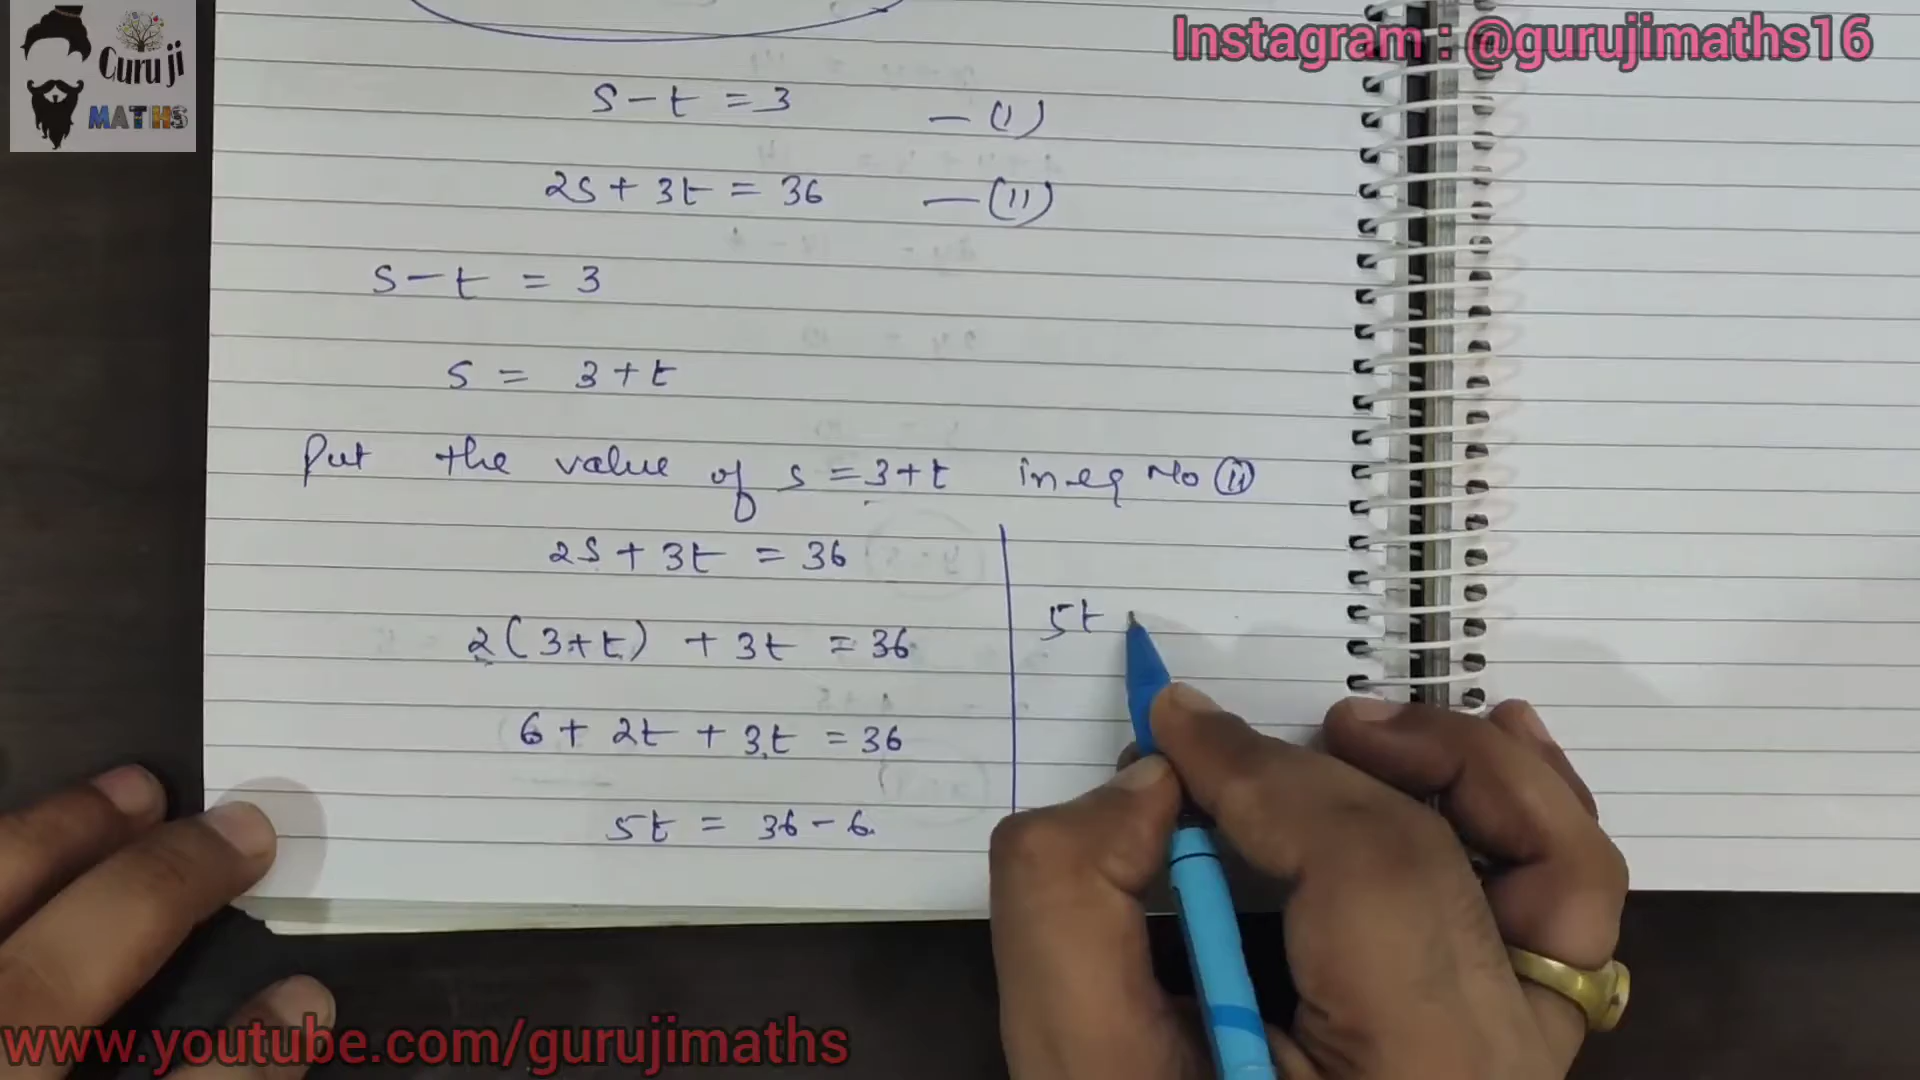 Guru ji
MATHS
Instagram : @gurujimaths16
s - t = 3 — (I)
2s + 3t = 36 — (II)
s - t = 3
s = 3 + t
Put the value of s = 3 + t in eq No (II)
2s + 3t = 36
2(3 + t) + 3t = 36
6 + 2t + 3t = 36
5t = 36 - 6
5t
www.youtube.com/gurujimaths